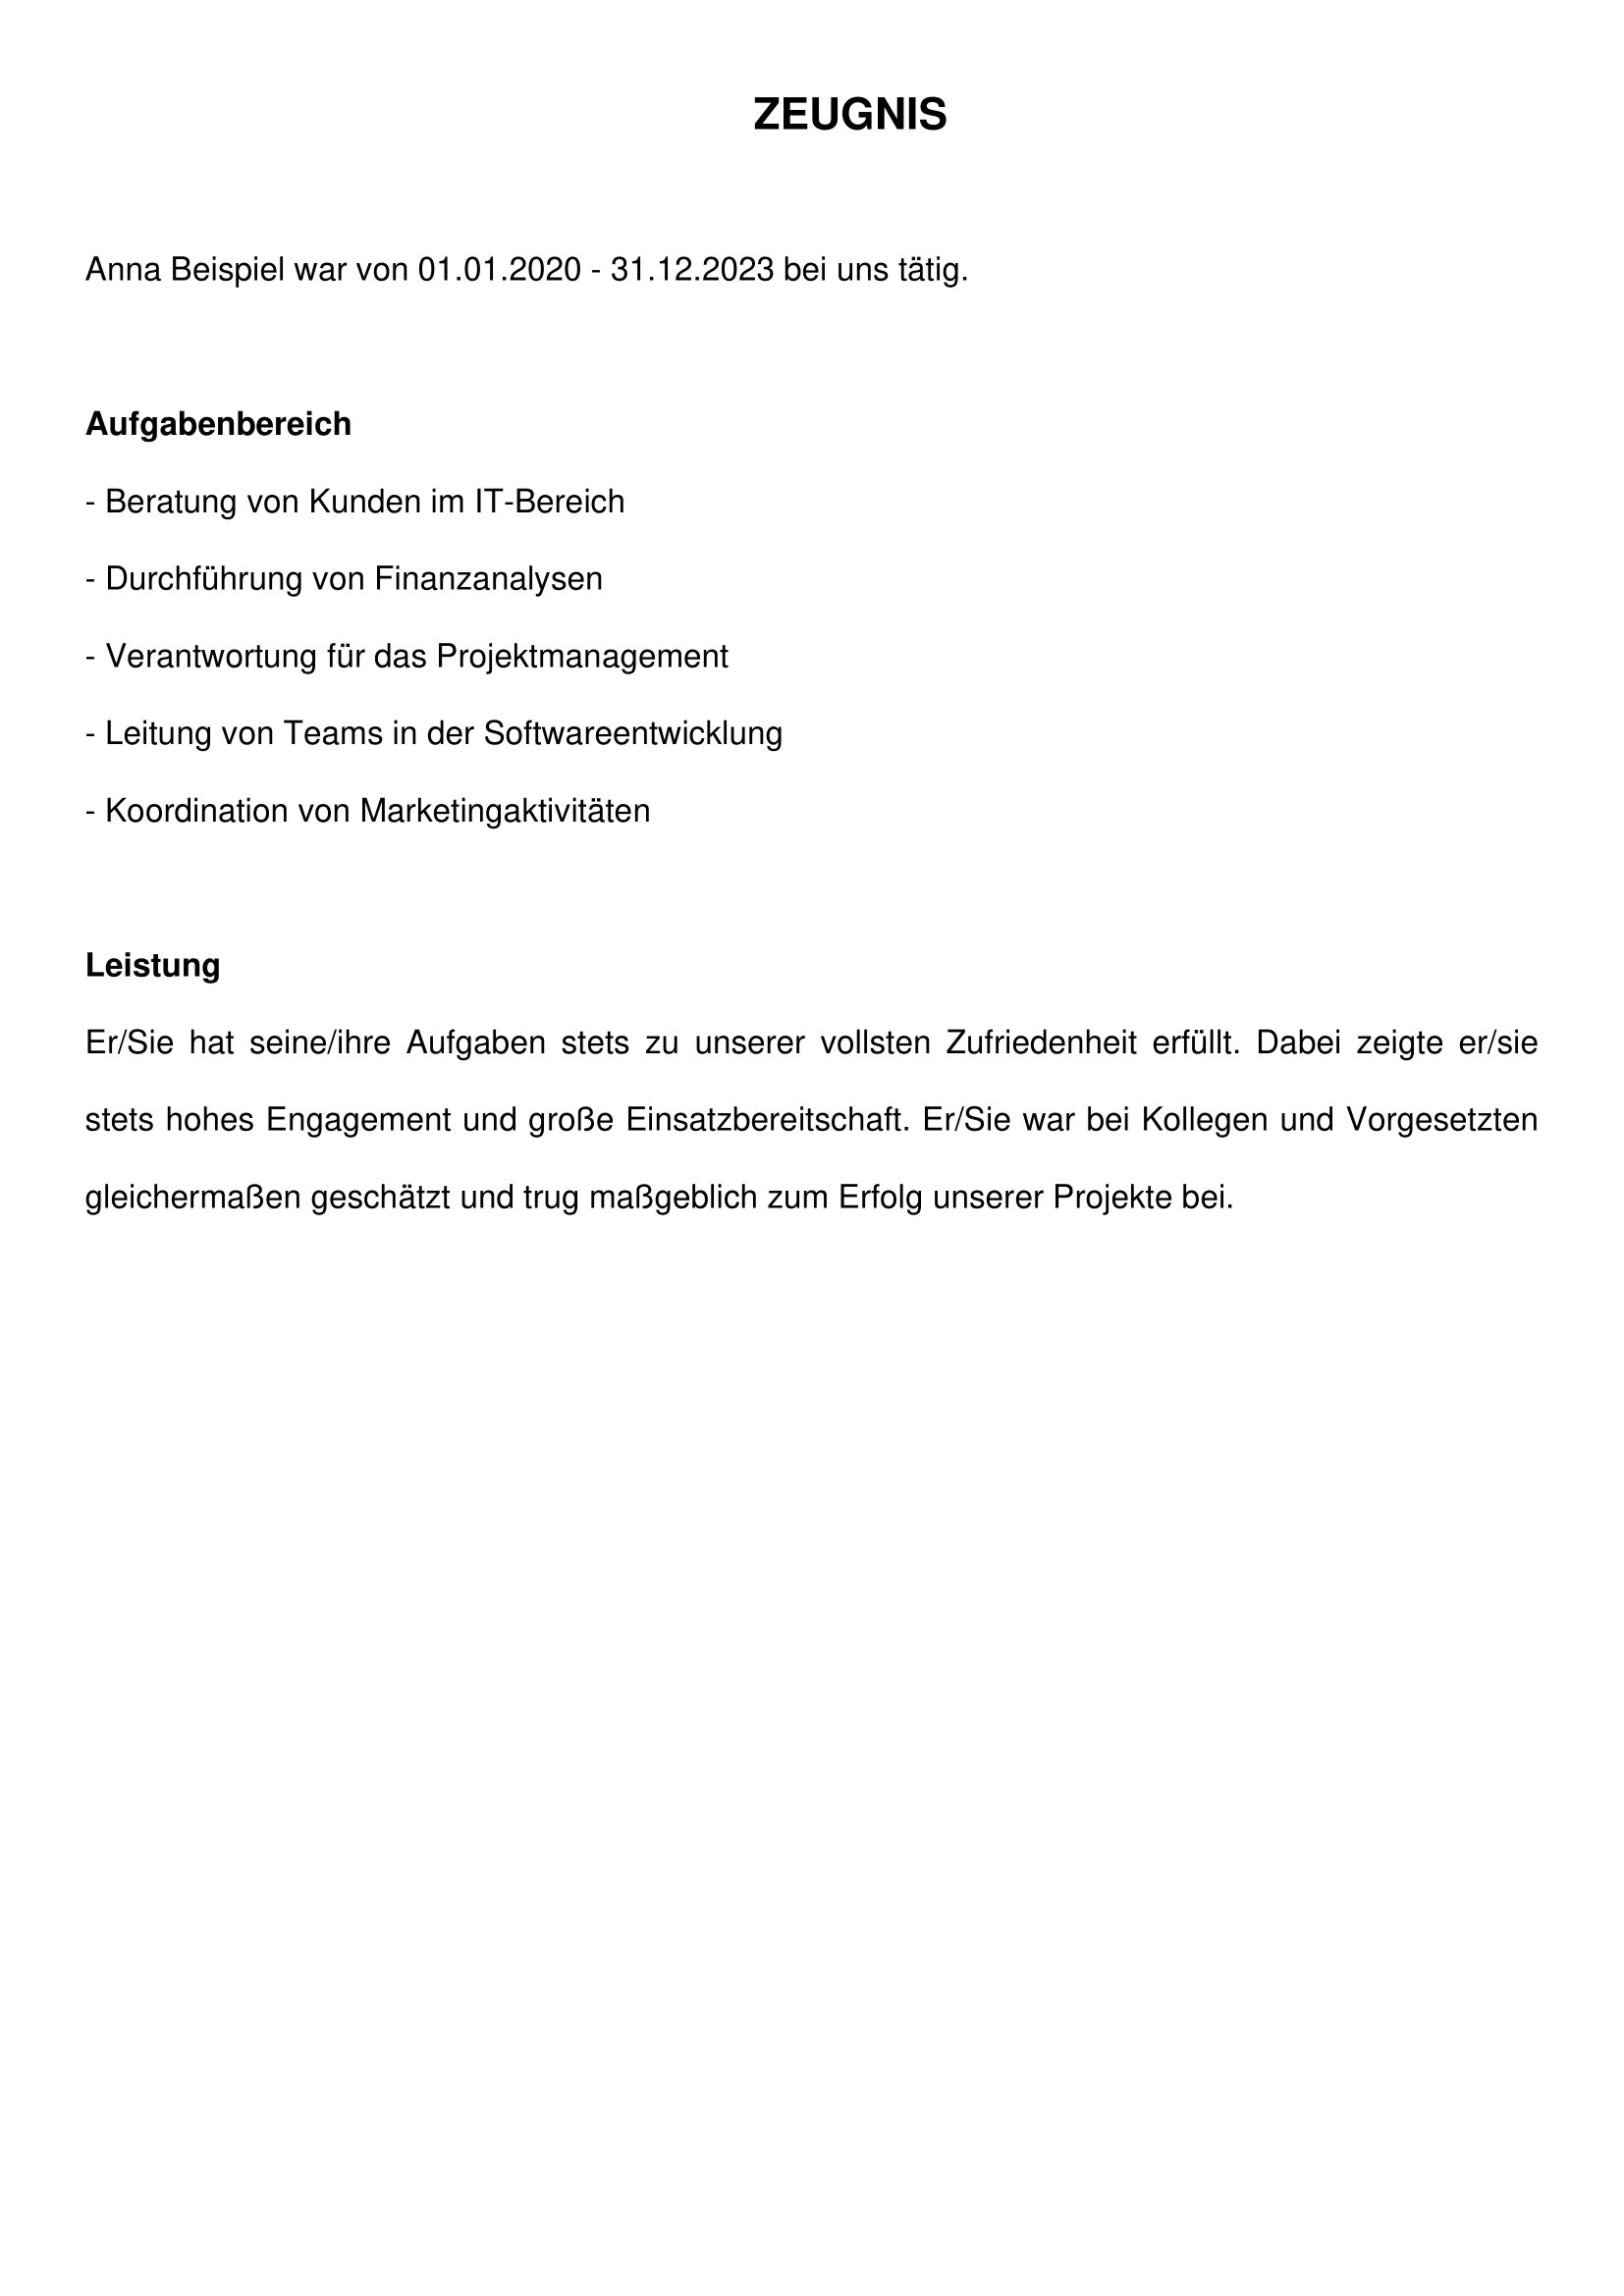 ZEUGNIS
Anna Beispiel war von 01.01.2020 - 31.12.2023 bei uns tätig.
Aufgabenbereich
- Beratung von Kunden im IT-Bereich
- Durchführung von Finanzanalysen
- Verantwortung für das Projektmanagement
- Leitung von Teams in der Softwareentwicklung
- Koordination von Marketingaktivitäten
Leistung
Er/Sie hat seine/ihre Aufgaben stets zu unserer vollsten Zufriedenheit erfüllt. Dabei zeigte er/sie
stets hohes Engagement und große Einsatzbereitschaft. Er/Sie war bei Kollegen und Vorgesetzten
gleichermaßen geschätzt und trug maßgeblich zum Erfolg unserer Projekte bei.